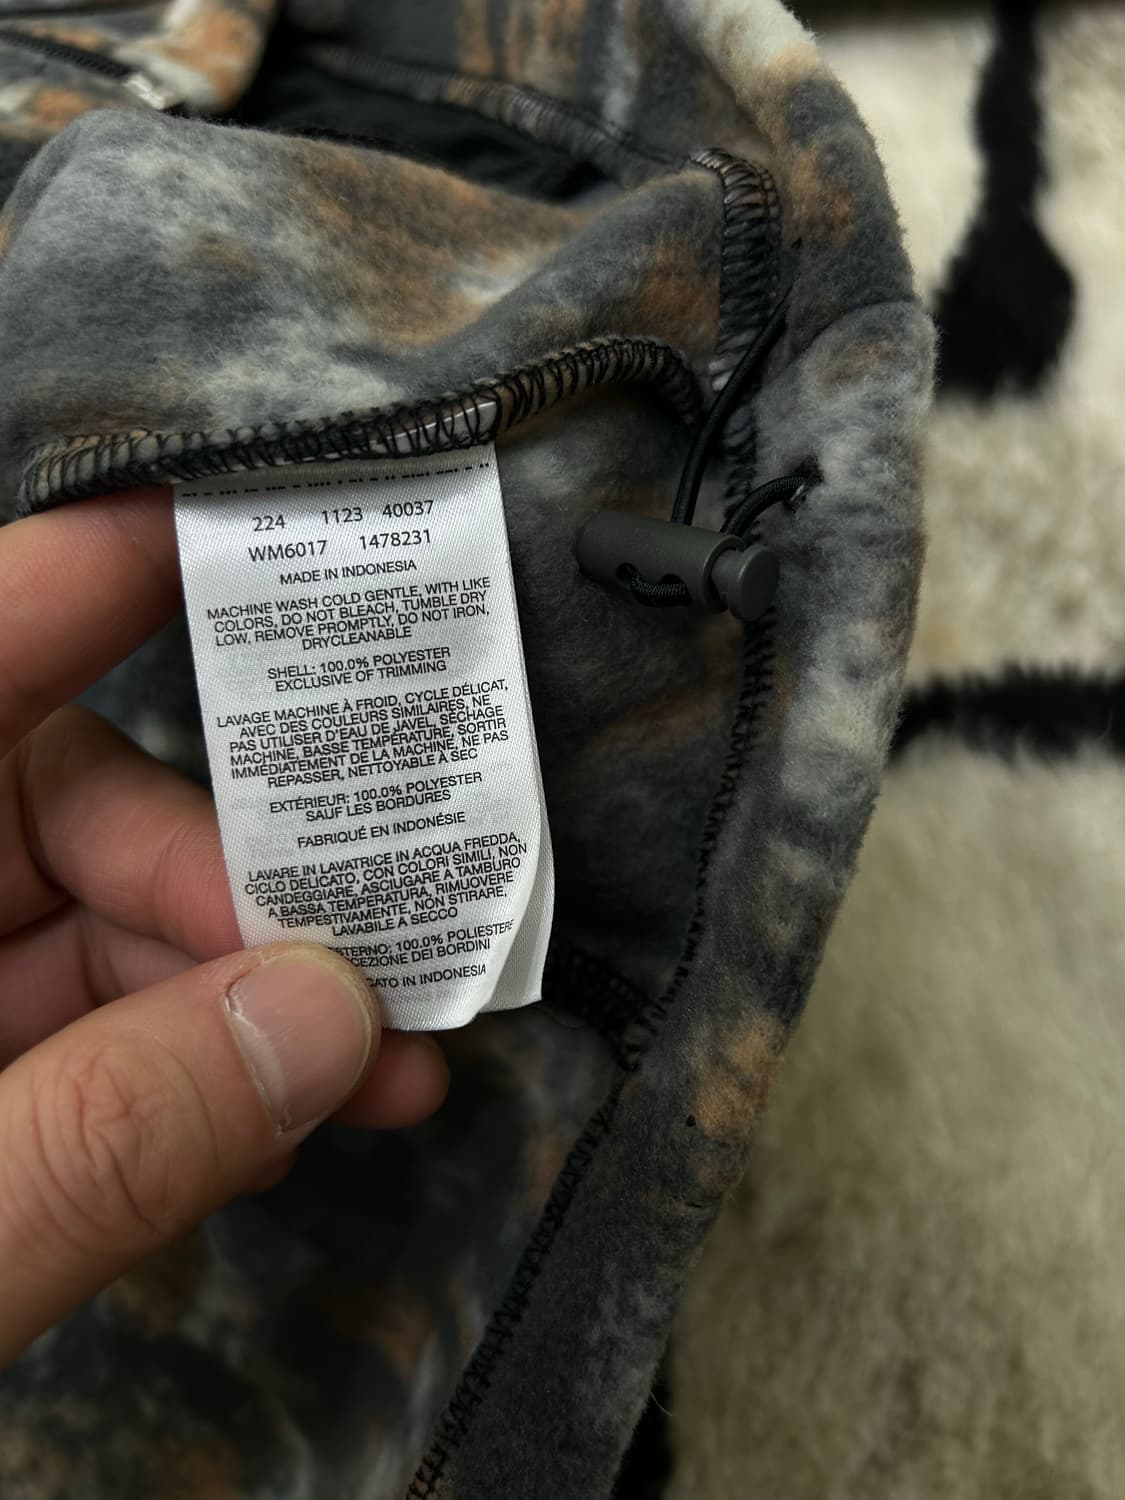 224 1123 40037
WM6017 1478231
MADE IN INDONESIA
MACHINE WASH COLD GENTLE, WITH LIKE
COLORS, DO NOT BLEACH, TUMBLE DRY
LOW, REMOVE PROMPTLY, DO NOT IRON,
DRYCLEANABLE
SHELL: 100.0% POLYESTER
EXCLUSIVE OF TRIMMING
LAVAGE MACHINE À FROID, CYCLE DÉLICAT,
AVEC DES COULEURS SIMILAIRES, NE
PAS UTILISER D'EAU DE JAVEL, SÉCHAGE
MACHINE, BASSE TEMPÉRATURE, SORTIR
IMMÉDIATEMENT DE LA MACHINE, NE PAS
REPASSER, NETTOYABLE À SEC
EXTÉRIEUR: 100.0% POLYESTER
SAUF LES BORDURES
FABRIQUÉ EN INDONÉSIE
LAVARE IN LAVATRICE IN ACQUA FREDDA,
CICLO DELICATO, CON COLORI SIMILI, NON
CANDEGGIARE, ASCIUGARE A TAMBURO
A BASSA TEMPERATURA, RIMUOVERE
TEMPESTIVAMENTE, NON STIRARE,
LAVABILE A SECCO
STERNO: 100.0% POLIESTERE
CEZIONE DEI BORDINI
CATO IN INDONESIA